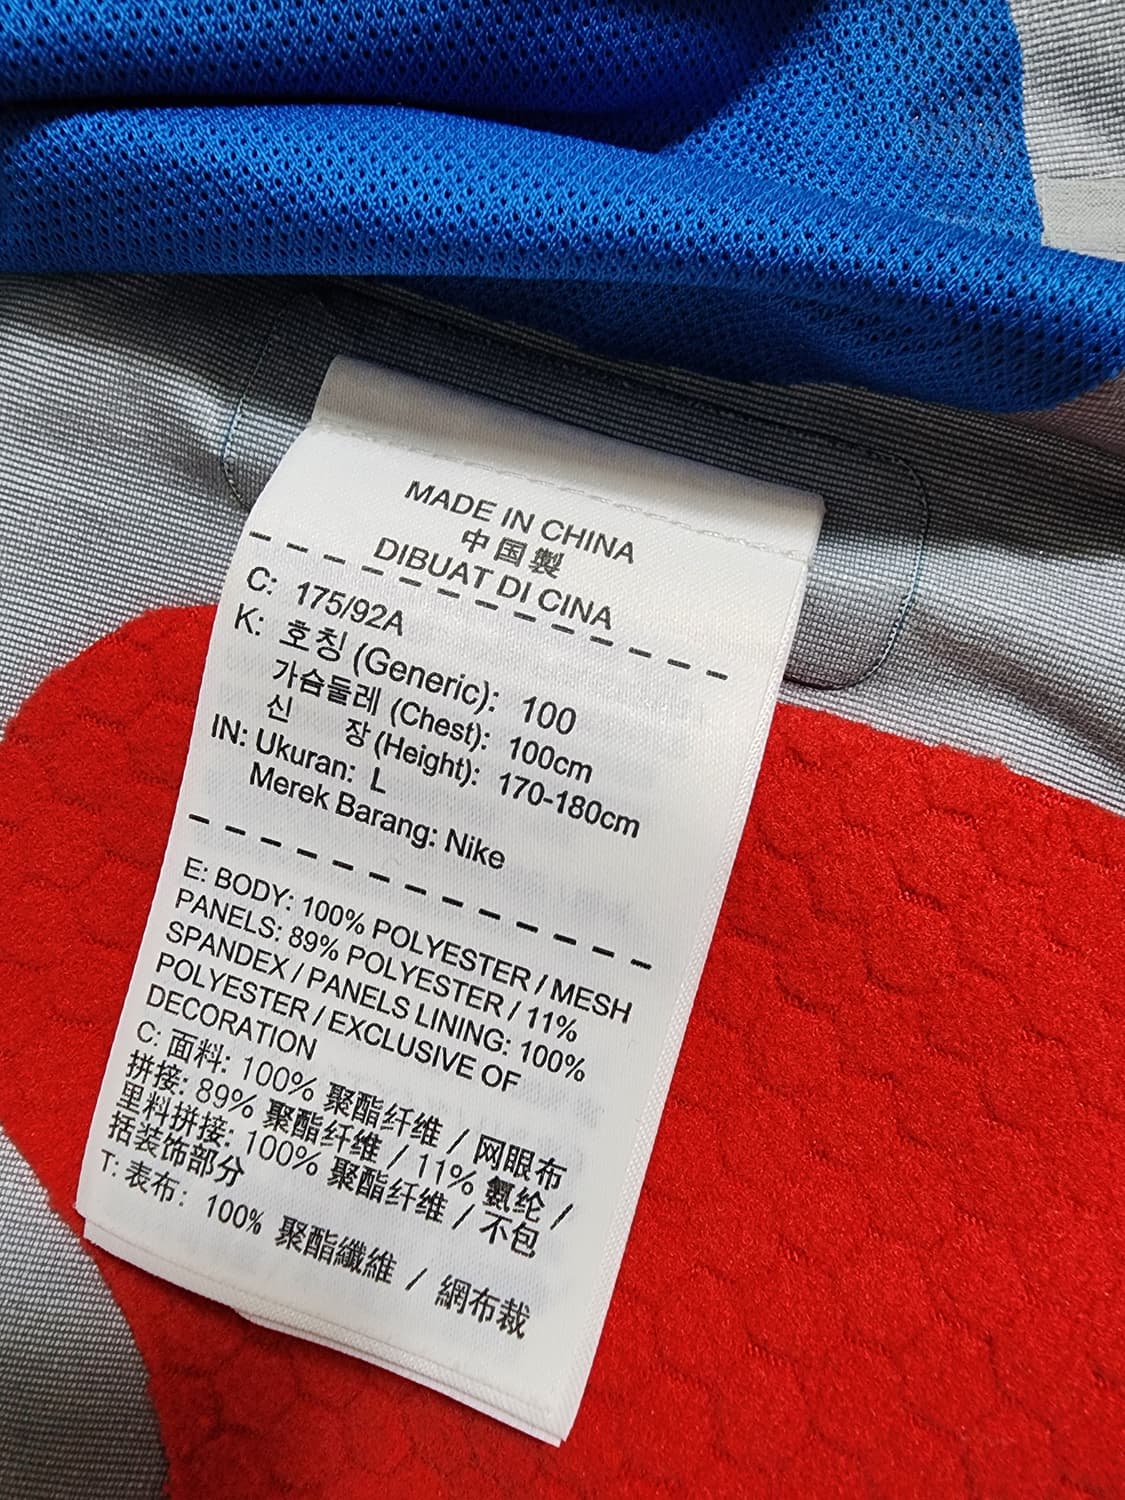 MADE IN CHINA
中国製
DIBUAT DI CINA
C: 175/92A
K: 호칭 (Generic): 100
가슴둘레 (Chest): 100cm
신 장 (Height): 170-180cm
IN: Ukuran: L
Merek Barang: Nike
E: BODY: 100% POLYESTER / MESH
PANELS: 89% POLYESTER / 11%
SPANDEX / PANELS LINING: 100%
POLYESTER / EXCLUSIVE OF
DECORATION
C: 面料: 100% 聚酯纤维 / 网眼布
拼接: 89% 聚酯纤维 / 11% 氨纶 /
里料拼接: 100% 聚酯纤维 / 不包
括装饰部分
T: 表布: 100% 聚酯纖維 / 網布裁